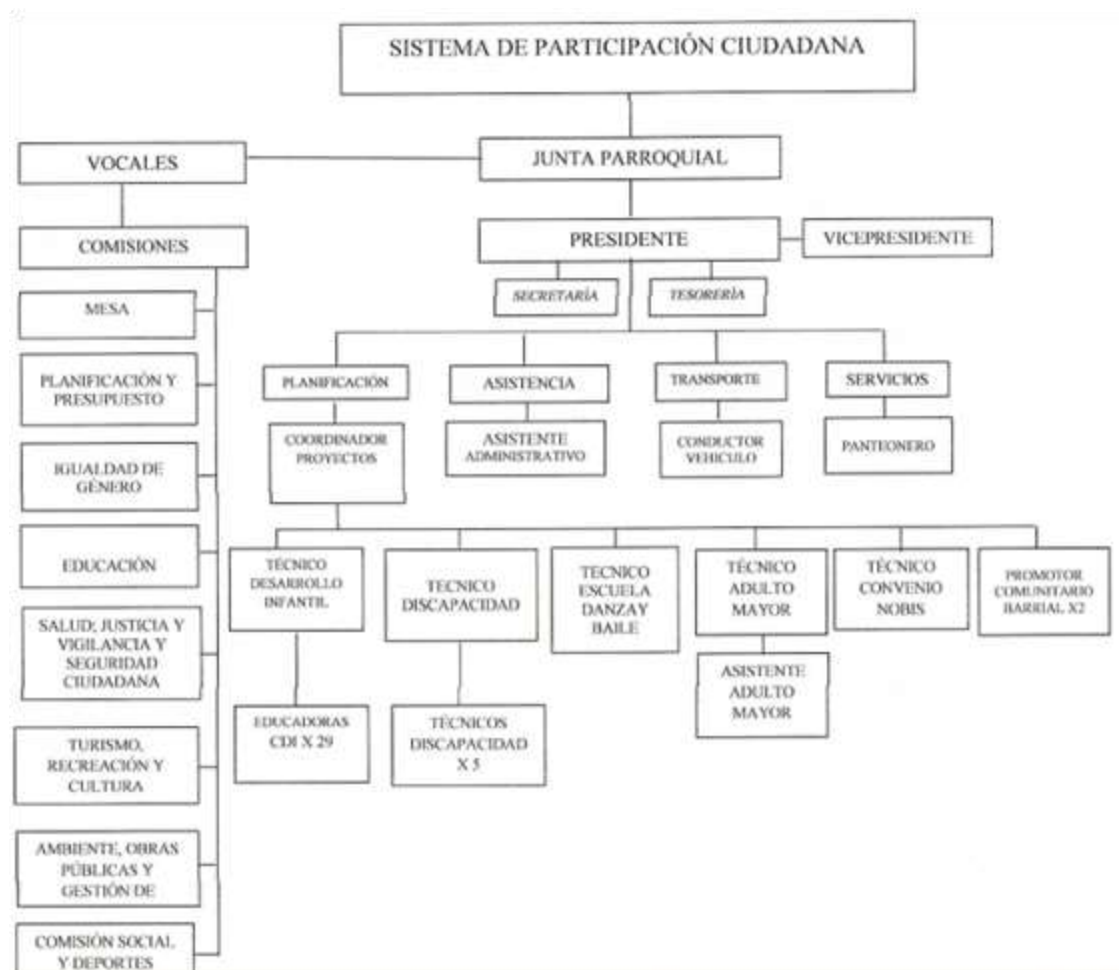 SISTEMA DE PARTICIPACIÓN CIUDADANA
VOCALES
JUNTA PARROQUIAL
COMISIONES
PRESIDENTE
VICEPRESIDENTE
SECRETARÍA
TESORERÍA
MESA
PLANIFICACIÓN Y
PRESUPUESTO
IGUALDAD DE
GÉNERO
EDUCACIÓN
SALUD; JUSTICIA Y
VIGILANCIA Y
SEGURIDAD
CIUDADANA
TURISMO,
RECREACIÓN Y
CULTURA
AMBIENTE, OBRAS
PÚBLICAS Y
GESTIÓN DE
COMISIÓN SOCIAL
Y DEPORTES
PLANIFICACIÓN
ASISTENCIA
TRANSPORTE
SERVICIOS
COORDINADOR
PROYECTOS
ASISTENTE
ADMINISTRATIVO
CONDUCTOR
VEHICULO
PANTEONERO
TÉCNICO
DESARROLLO
INFANTIL
TECNICO
DISCAPACIDAD
TECNICO
ESCUELA
DANZA Y
BAILE
TÉCNICO
ADULTO
MAYOR
TÉCNICO
CONVENIO
NOBIS
PROMOTOR
COMUNITARIO
BARRIAL X2
EDUCADORAS
CDI X 29
TÉCNICOS
DISCAPACIDAD
X 5
ASISTENTE
ADULTO
MAYOR